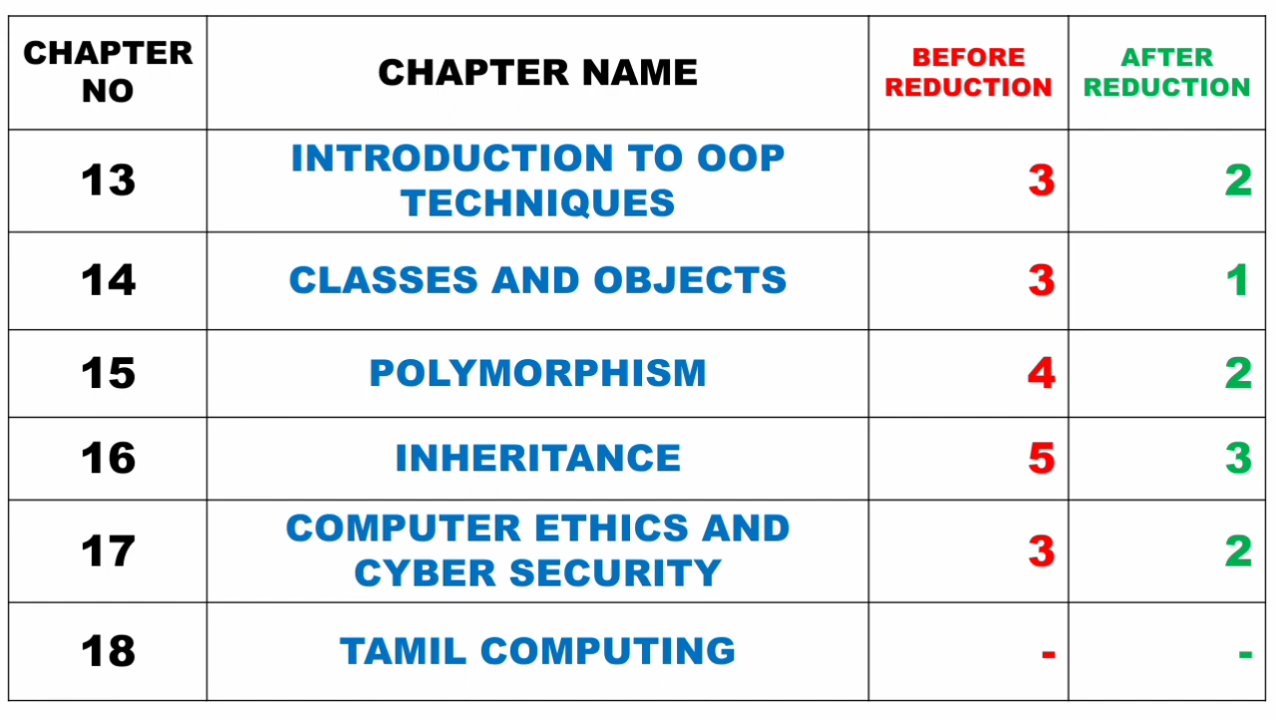 CHAPTER NO
CHAPTER NAME
BEFORE REDUCTION
AFTER REDUCTION
13
INTRODUCTION TO OOP
TECHNIQUES
3
2
14
CLASSES AND OBJECTS
3
1
15
POLYMORPHISM
4
2
16
INHERITANCE
5
3
17
COMPUTER ETHICS AND
CYBER SECURITY
3
2
18
TAMIL COMPUTING
-
-